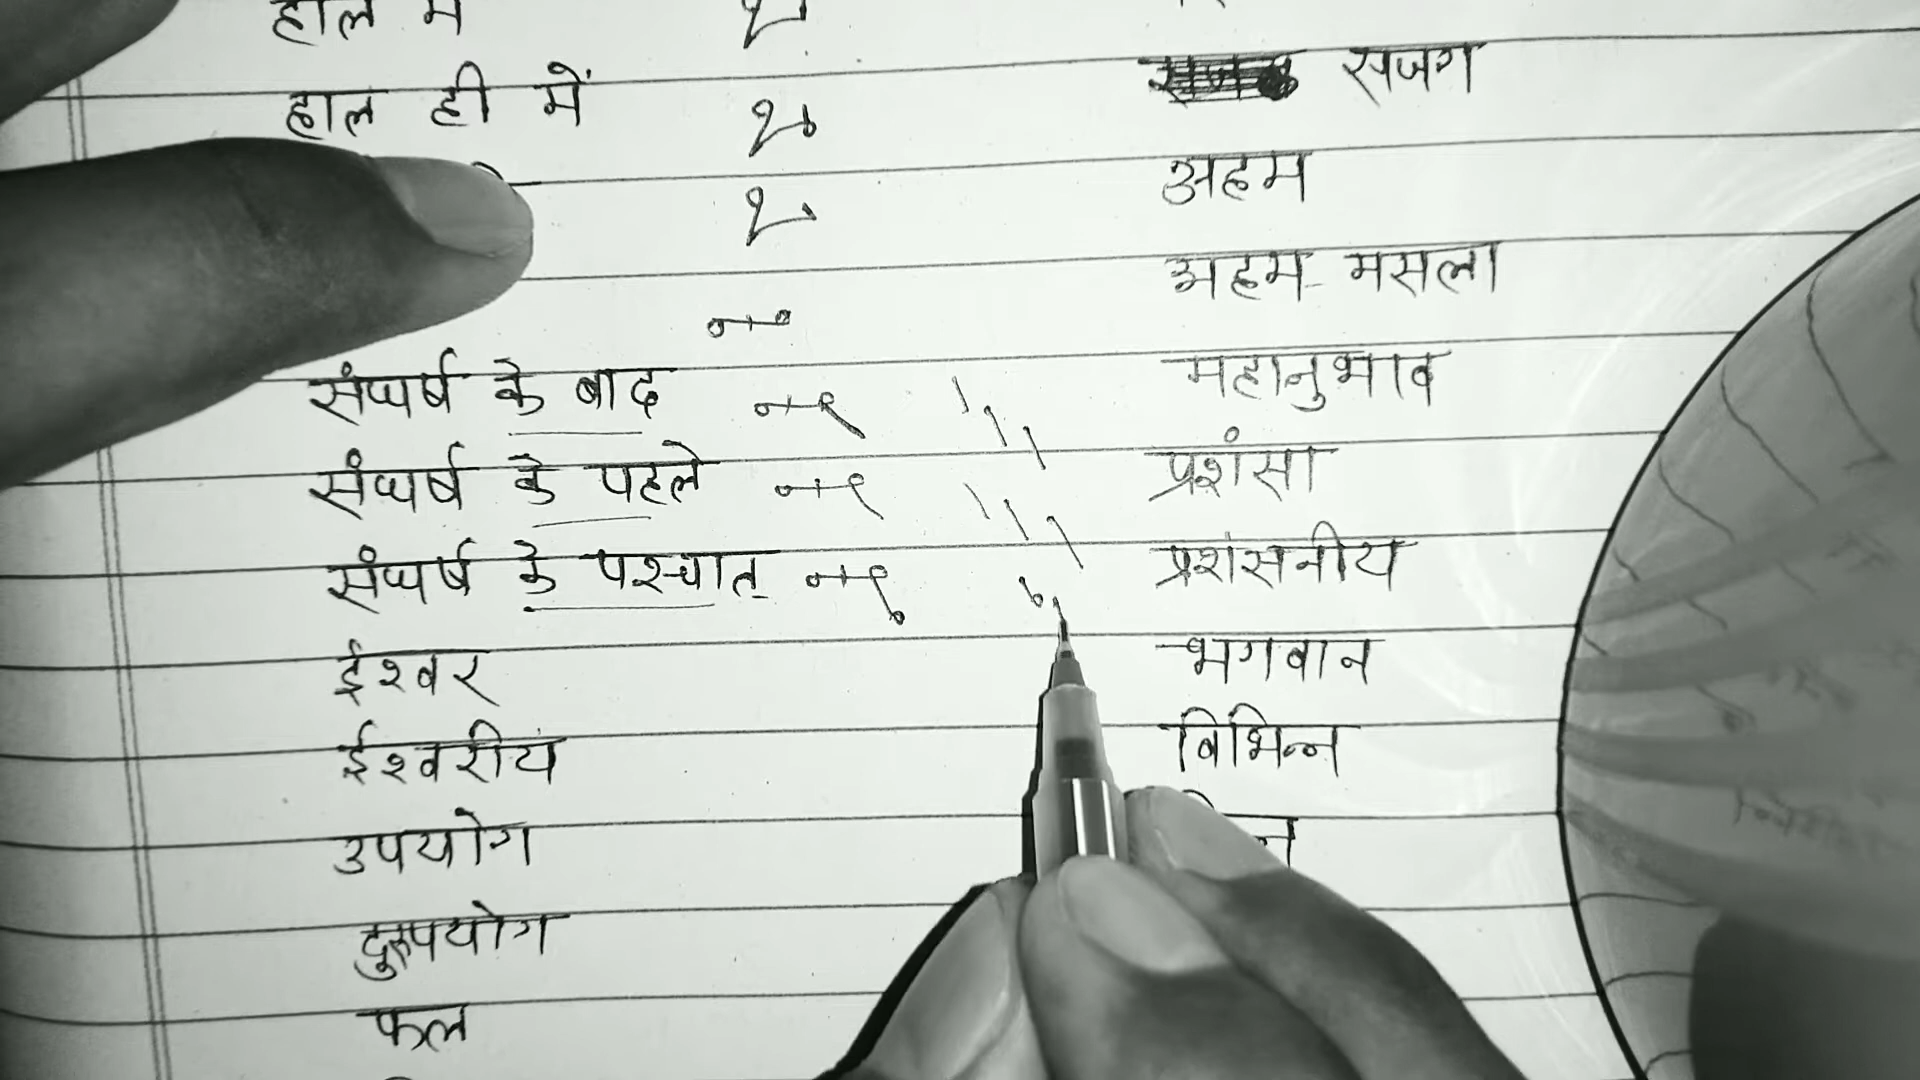 हाल में
हाल ही में
सजग
अहम
अहम-मसला
संघर्ष के बाद
महानुभाव
संघर्ष के पहले
प्रशंसा
संघर्ष के पश्चात्
प्रशंसनीय
ईश्वर
भगवान
ईश्वरीय
विभिन्न
उपयोग
दुरुपयोग
फल